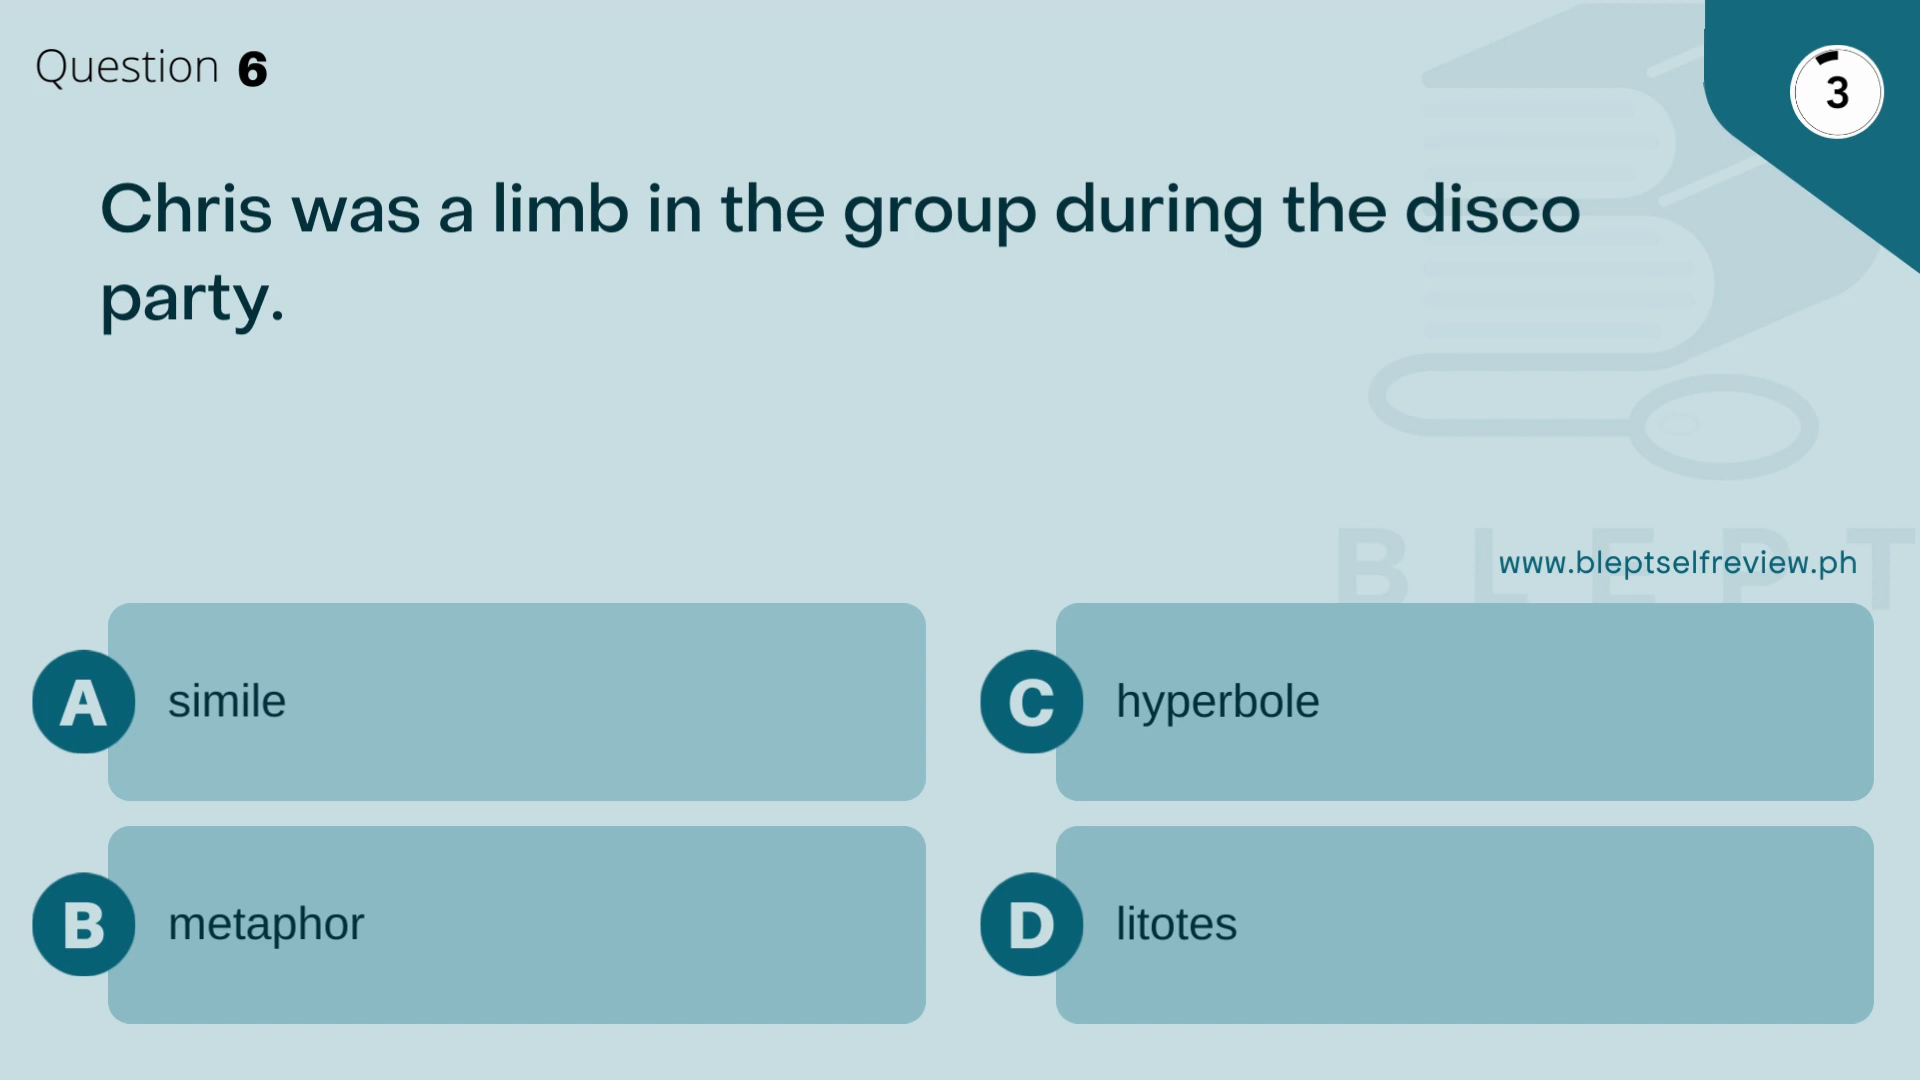 Question 6
3
Chris was a limb in the group during the disco
party.
BLEPT
www.bleptselfreview.ph
A simile
C hyperbole
B metaphor
D litotes